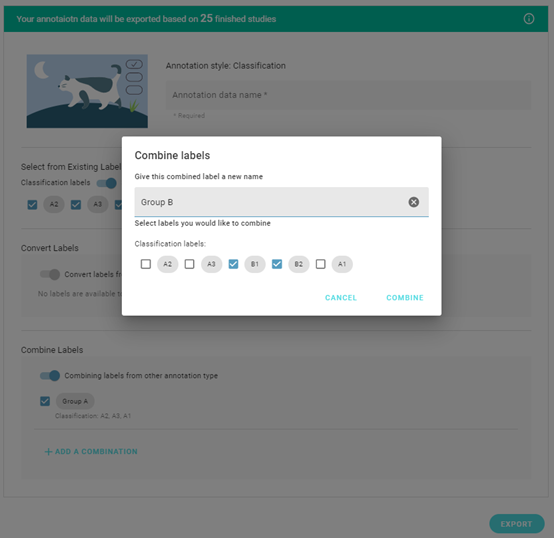 Your annotaiotn data will be exported based on 25 finished studies
Annotation style: Classification
Annotation data name *
* Required
Combine labels
Give this combined label a new name
Group B
Select labels you would like to combine
Classification labels:
A2 A3 B1 B2 A1
CANCEL COMBINE
Select from Existing Label
Classification labels
A2 A3
Convert Labels
Convert labels
No labels are available
Combine Labels
Combining labels from other annotation type
Group A
Classification: A2, A3, A1
+ ADD A COMBINATION
EXPORT